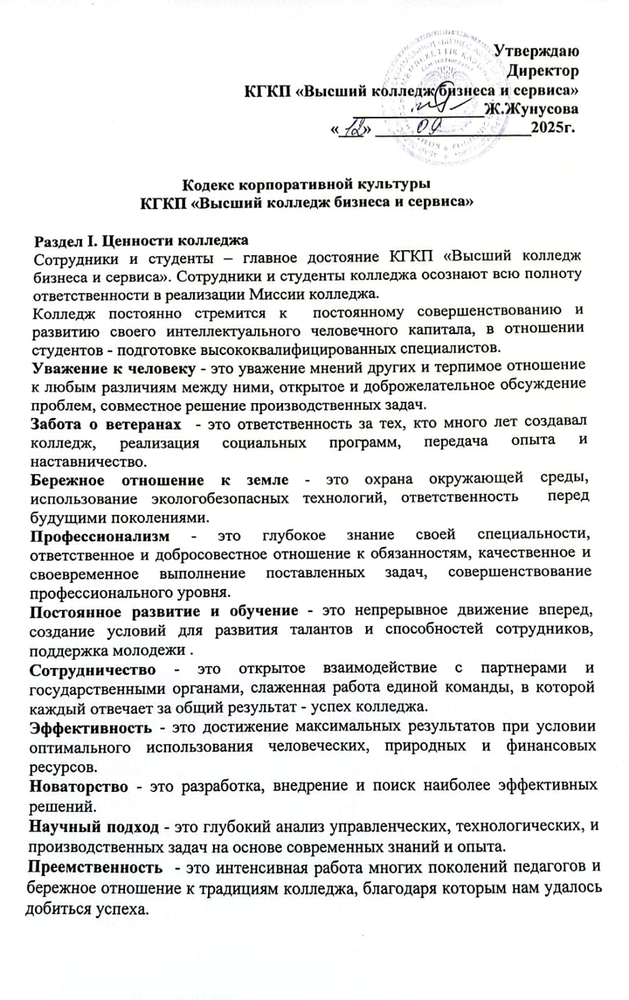 Утверждаю
Директор
КГКП «Высший колледж бизнеса и сервиса»
Ж.Жунусова
«12» 09 2025г.
Кодекс корпоративной культуры
КГКП «Высший колледж бизнеса и сервиса»
Раздел I. Ценности колледжа
Сотрудники и студенты – главное достояние КГКП «Высший колледж
бизнеса и сервиса». Сотрудники и студенты колледжа осознают всю полноту
ответственности в реализации Миссии колледжа.
Колледж постоянно стремится к постоянному совершенствованию и
развитию своего интеллектуального человечного капитала, в отношении
студентов - подготовке высококвалифицированных специалистов.
Уважение к человеку - это уважение мнений других и терпимое отношение
к любым различиям между ними, открытое и доброжелательное обсуждение
проблем, совместное решение производственных задач.
Забота о ветеранах - это ответственность за тех, кто много лет создавал
колледж, реализация социальных программ, передача опыта и
наставничество.
Бережное отношение к земле - это охрана окружающей среды,
использование экологобезопасных технологий, ответственность перед
будущими поколениями.
Профессионализм - это глубокое знание своей специальности,
ответственное и добросовестное отношение к обязанностям, качественное и
своевременное выполнение поставленных задач, совершенствование
профессионального уровня.
Постоянное развитие и обучение - это непрерывное движение вперед,
создание условий для развития талантов и способностей сотрудников,
поддержка молодежи .
Сотрудничество - это открытое взаимодействие с партнерами и
государственными органами, слаженная работа единой команды, в которой
каждый отвечает за общий результат - успех колледжа.
Эффективность - это достижение максимальных результатов при условии
оптимального использования человеческих, природных и финансовых
ресурсов.
Новаторство - это разработка, внедрение и поиск наиболее эффективных
решений.
Научный подход - это глубокий анализ управленческих, технологических, и
производственных задач на основе современных знаний и опыта.
Преемственность - это интенсивная работа многих поколений педагогов и
бережное отношение к традициям колледжа, благодаря которым нам удалось
добиться успеха.